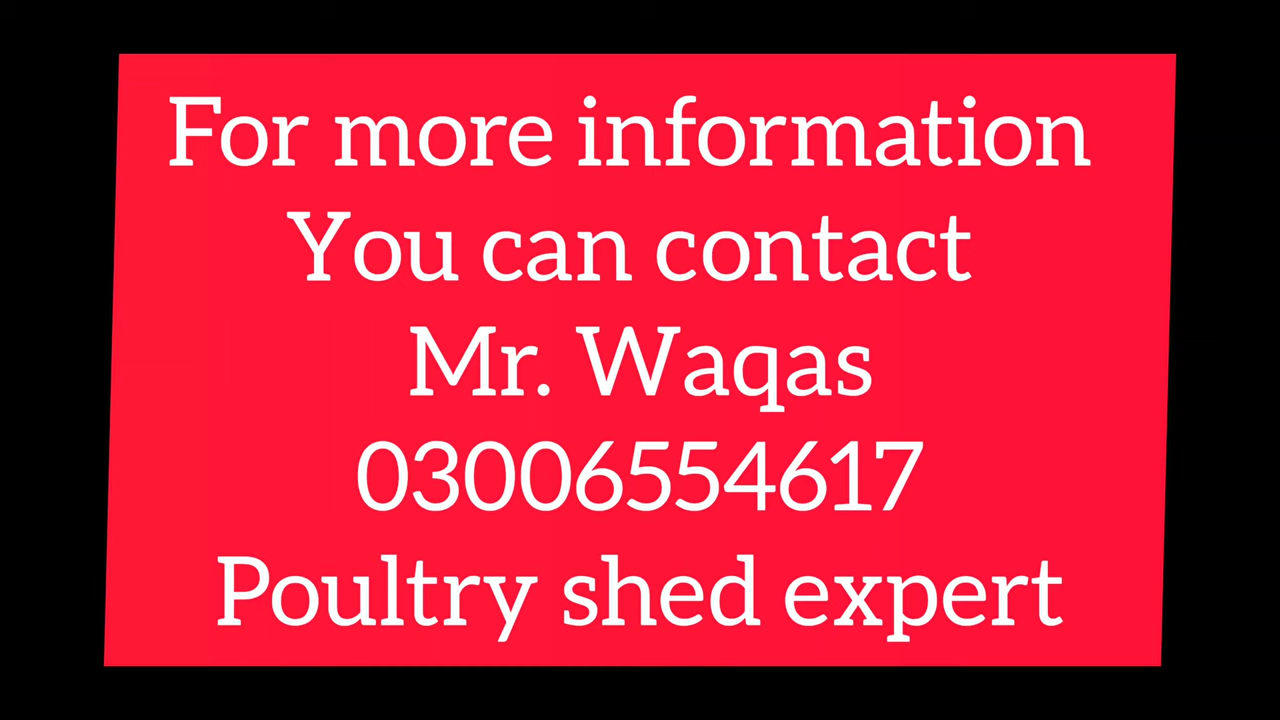 For more information
You can contact
Mr. Waqas
03006554617
Poultry shed expert